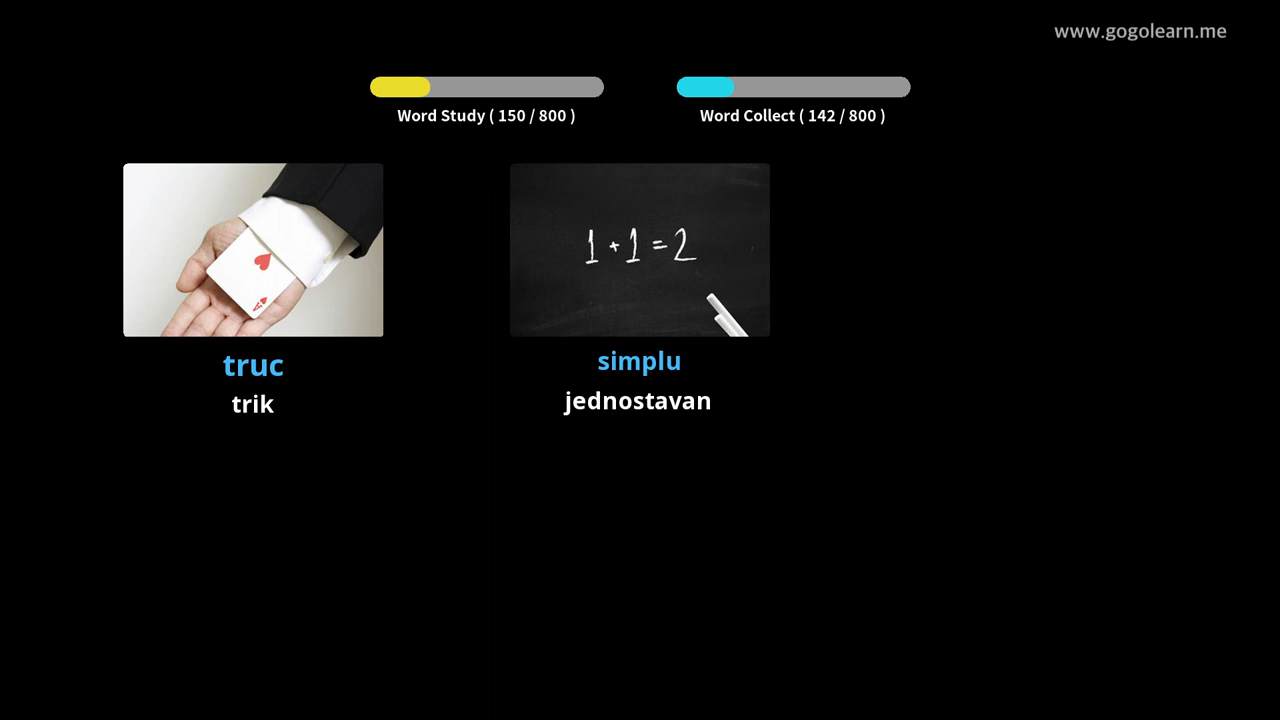 www.gogolearn.me
Word Study ( 150 / 800 )
Word Collect ( 142 / 800 )
A
1 + 1 = 2
truc
simplu
trik
jednostavan